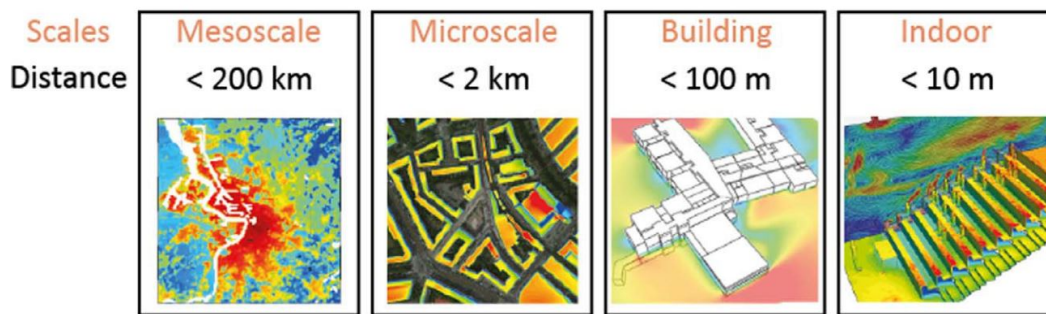 Scales Mesoscale Microscale Building Indoor
Distance < 200 km < 2 km < 100 m < 10 m